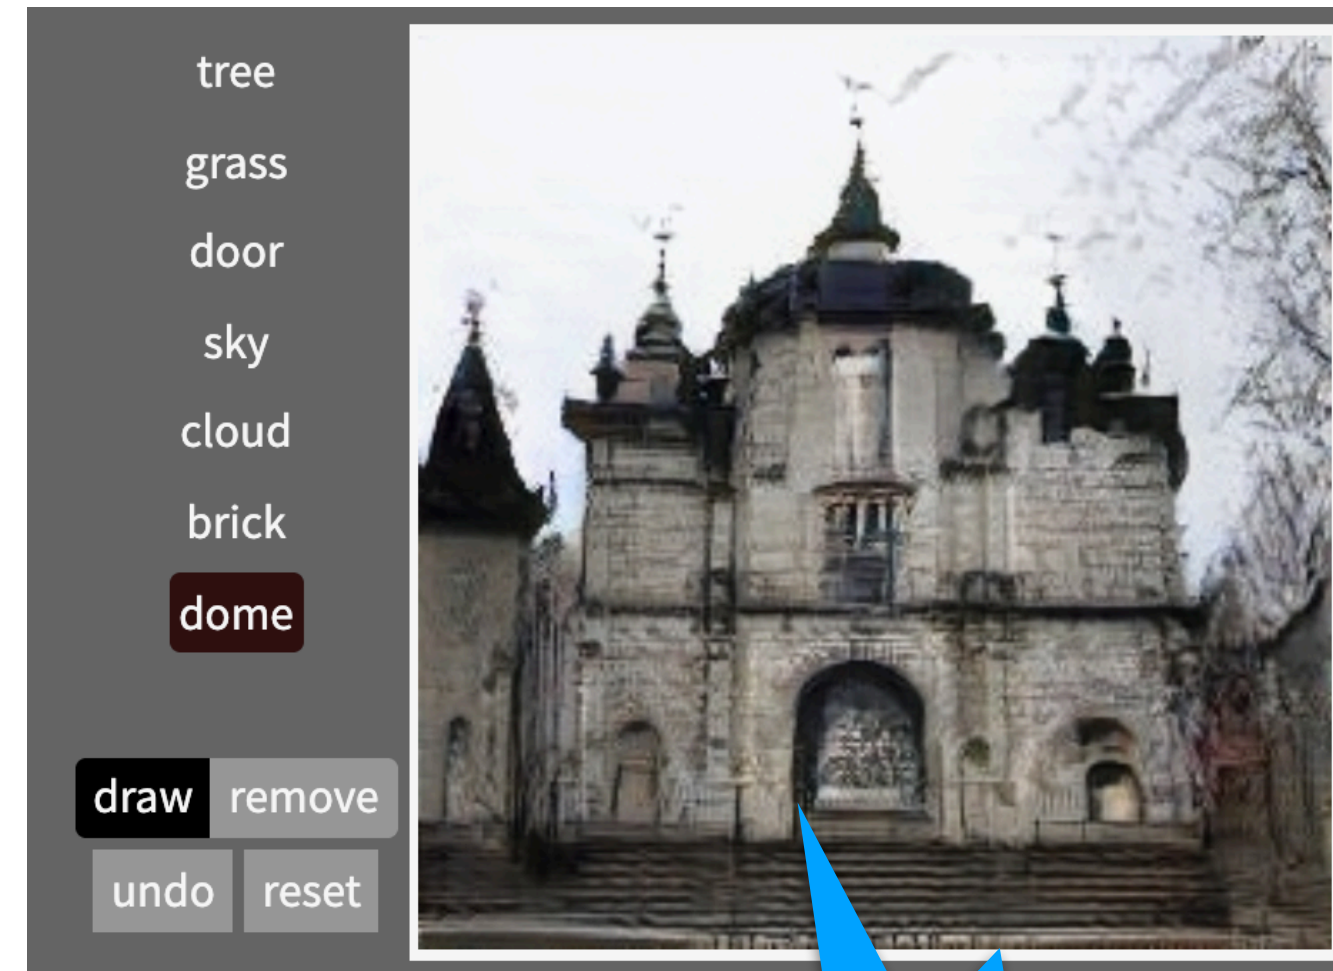 tree
grass
door
sky
cloud
brick
dome
draw remove
undo reset